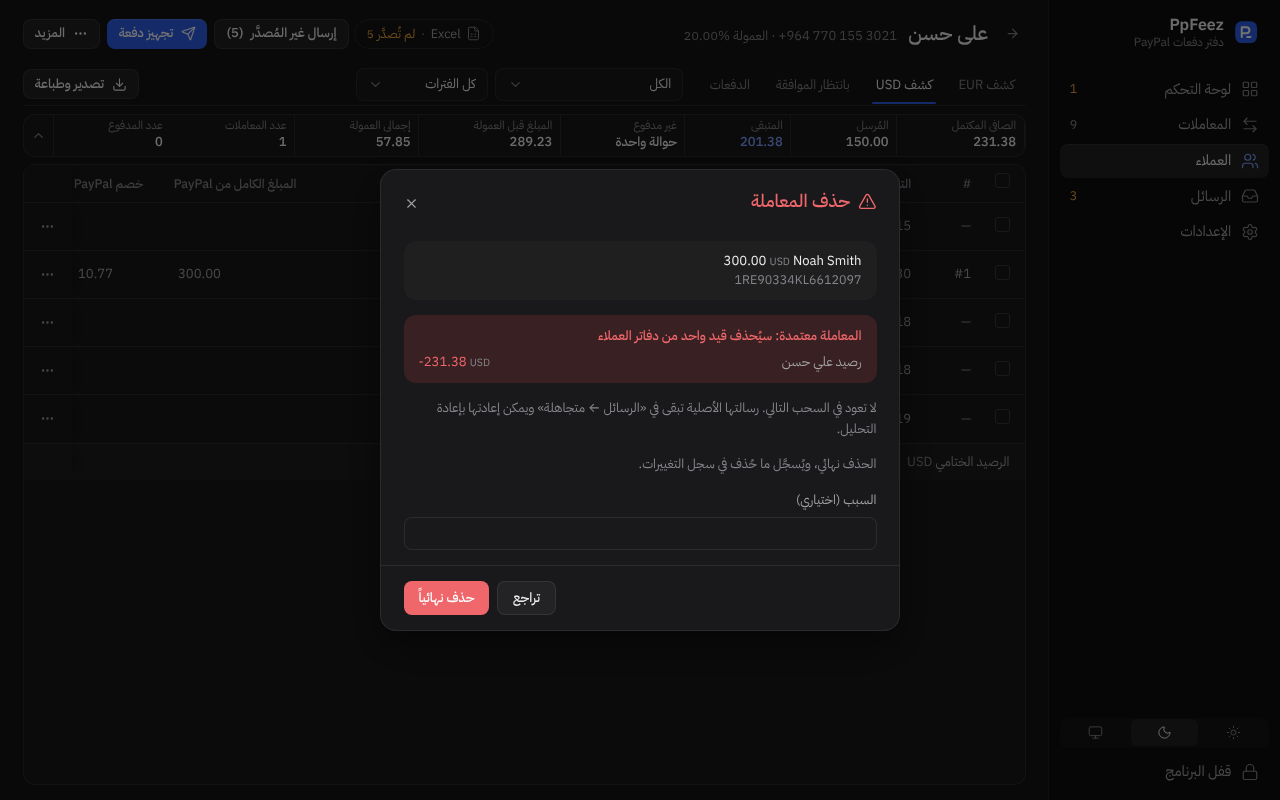 PpFeez
دفتر دفعات PayPal
لوحة التحكم 1
المعاملات 9
العملاء
الرسائل 3
الإعدادات
قفل البرنامج
علي حسن
+964 770 155 3021 · العمولة 20.00%
Excel · لم تُصدَّر 5
إرسال غير المُصدَّر (5)
تجهيز دفعة
المزيد
كشف EUR
كشف USD
بانتظار الموافقة
الدفعات
الكل
كل الفترات
تصدير وطباعة
الصافي المكتمل
231.38
المُرسل
150.00
المتبقي
201.38
غير مدفوع
حوالة واحدة
المبلغ قبل العمولة
289.23
إجمالي العمولة
57.85
عدد المعاملات
1
عدد المدفوع
0
#
المبلغ الكامل من PayPal
خصم PayPal
—
#1
300.00
10.77
—
—
—
الرصيد الختامي USD
حذف المعاملة
Noah Smith USD 300.00
1RE90334KL6612097
المعاملة معتمدة: سيُحذف قيد واحد من دفاتر العملاء
رصيد علي حسن
-231.38 USD
لا تعود في السحب التالي. رسالتها الأصلية تبقى في «الرسائل ← متجاهلة» ويمكن إعادتها بإعادة
التحليل.
الحذف نهائي، ويُسجَّل ما حُذف في سجل التغييرات.
السبب (اختياري)
تراجع
حذف نهائياً